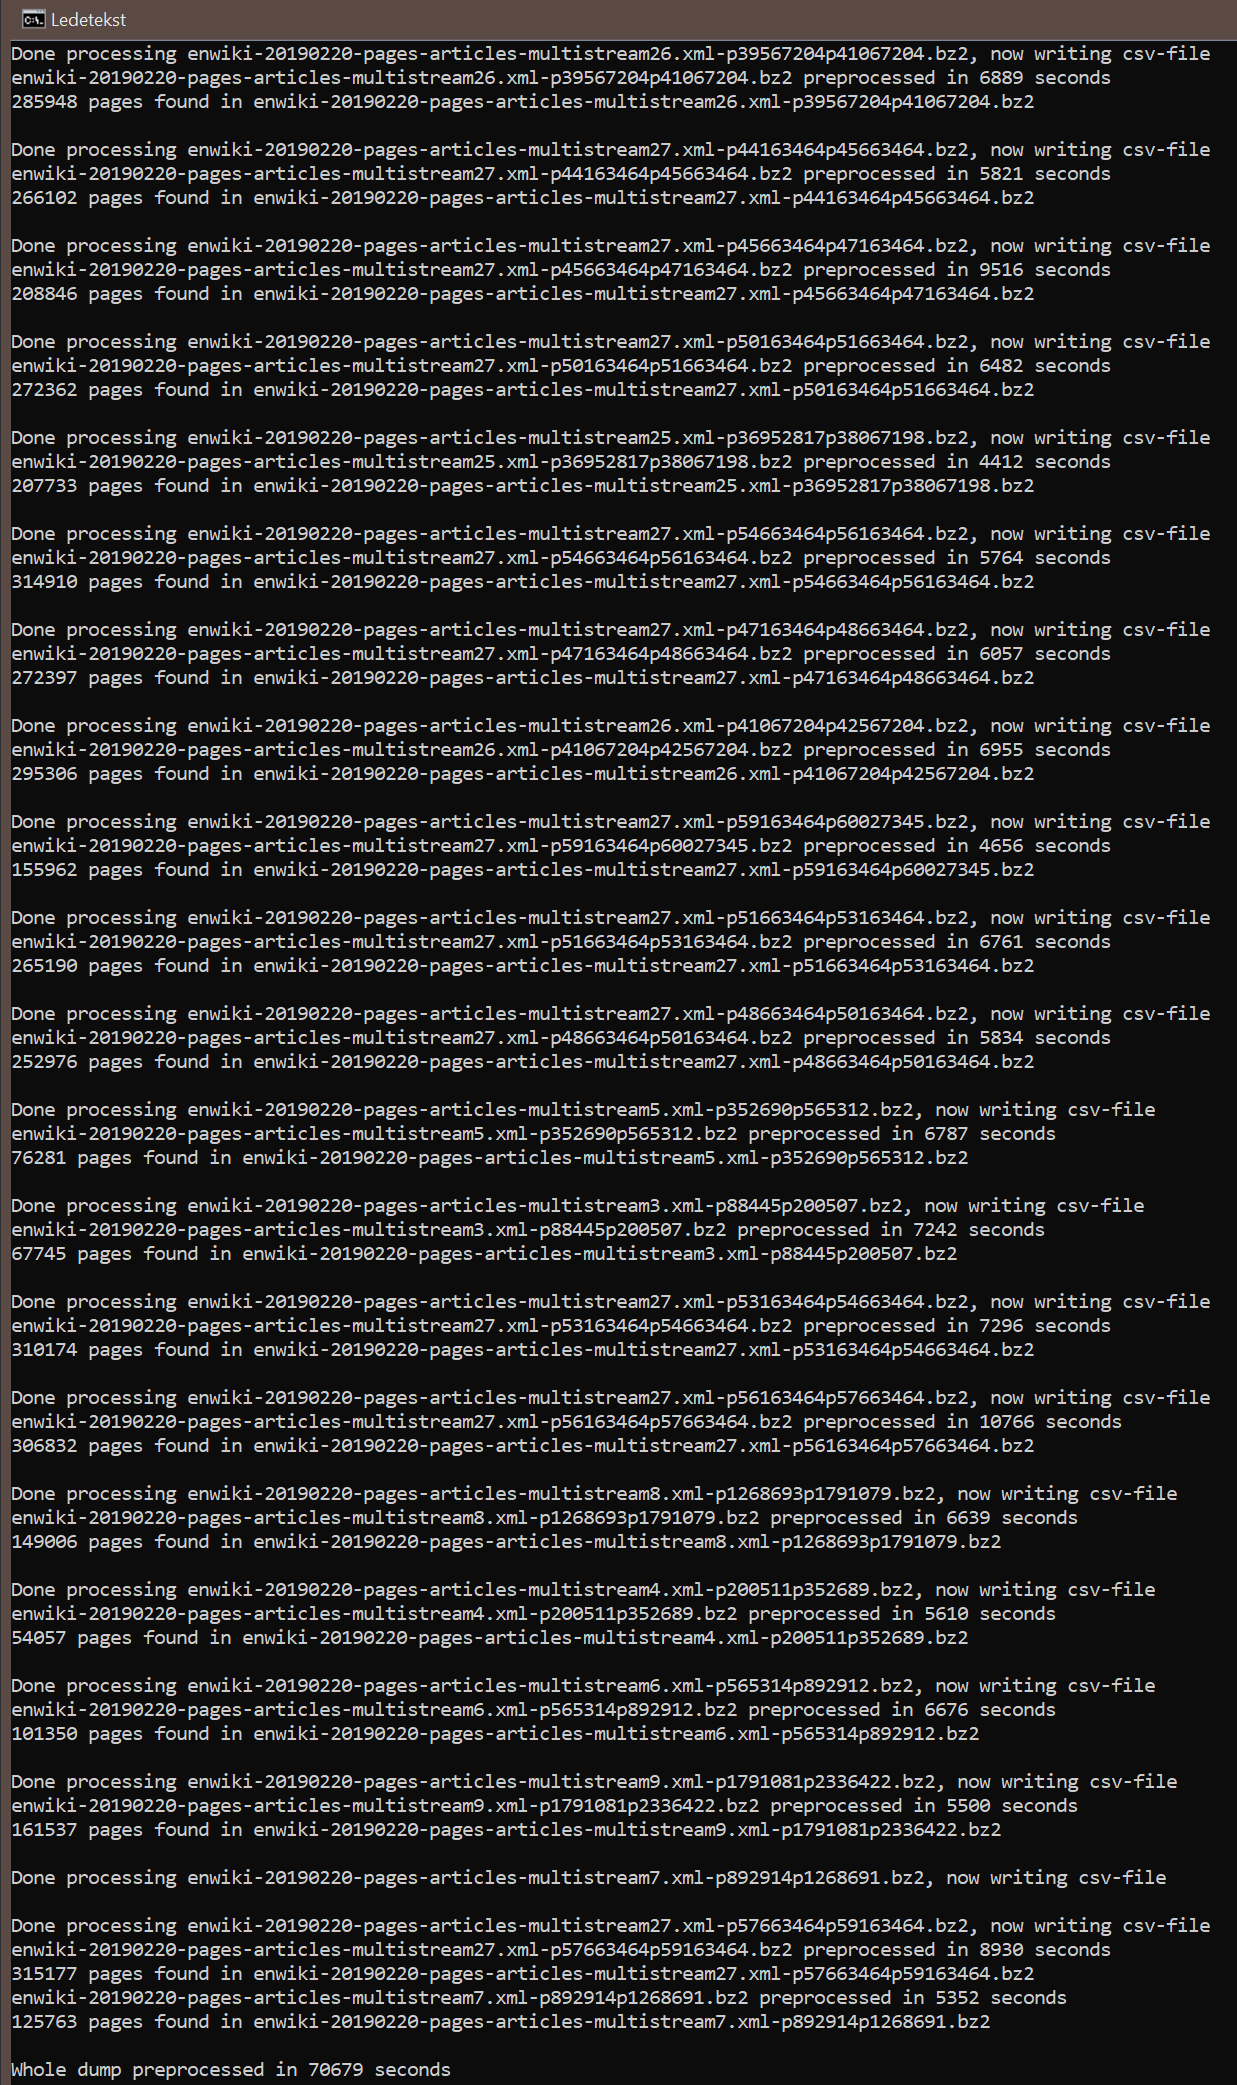 Ledetekst
Done processing enwiki-20190220-pages-articles-multistream26.xml-p39567204p41067204.bz2, now writing csv-file
enwiki-20190220-pages-articles-multistream26.xml-p39567204p41067204.bz2 preprocessed in 6889 seconds
285948 pages found in enwiki-20190220-pages-articles-multistream26.xml-p39567204p41067204.bz2

Done processing enwiki-20190220-pages-articles-multistream27.xml-p44163464p45663464.bz2, now writing csv-file
enwiki-20190220-pages-articles-multistream27.xml-p44163464p45663464.bz2 preprocessed in 5821 seconds
266102 pages found in enwiki-20190220-pages-articles-multistream27.xml-p44163464p45663464.bz2

Done processing enwiki-20190220-pages-articles-multistream27.xml-p45663464p47163464.bz2, now writing csv-file
enwiki-20190220-pages-articles-multistream27.xml-p45663464p47163464.bz2 preprocessed in 9516 seconds
208846 pages found in enwiki-20190220-pages-articles-multistream27.xml-p45663464p47163464.bz2

Done processing enwiki-20190220-pages-articles-multistream27.xml-p50163464p51663464.bz2, now writing csv-file
enwiki-20190220-pages-articles-multistream27.xml-p50163464p51663464.bz2 preprocessed in 6482 seconds
272362 pages found in enwiki-20190220-pages-articles-multistream27.xml-p50163464p51663464.bz2

Done processing enwiki-20190220-pages-articles-multistream25.xml-p36952817p38067198.bz2, now writing csv-file
enwiki-20190220-pages-articles-multistream25.xml-p36952817p38067198.bz2 preprocessed in 4412 seconds
207733 pages found in enwiki-20190220-pages-articles-multistream25.xml-p36952817p38067198.bz2

Done processing enwiki-20190220-pages-articles-multistream27.xml-p54663464p56163464.bz2, now writing csv-file
enwiki-20190220-pages-articles-multistream27.xml-p54663464p56163464.bz2 preprocessed in 5764 seconds
314910 pages found in enwiki-20190220-pages-articles-multistream27.xml-p54663464p56163464.bz2

Done processing enwiki-20190220-pages-articles-multistream27.xml-p47163464p48663464.bz2, now writing csv-file
enwiki-20190220-pages-articles-multistream27.xml-p47163464p48663464.bz2 preprocessed in 6057 seconds
272397 pages found in enwiki-20190220-pages-articles-multistream27.xml-p47163464p48663464.bz2

Done processing enwiki-20190220-pages-articles-multistream26.xml-p41067204p42567204.bz2, now writing csv-file
enwiki-20190220-pages-articles-multistream26.xml-p41067204p42567204.bz2 preprocessed in 6955 seconds
295306 pages found in enwiki-20190220-pages-articles-multistream26.xml-p41067204p42567204.bz2

Done processing enwiki-20190220-pages-articles-multistream27.xml-p59163464p60027345.bz2, now writing csv-file
enwiki-20190220-pages-articles-multistream27.xml-p59163464p60027345.bz2 preprocessed in 4656 seconds
155962 pages found in enwiki-20190220-pages-articles-multistream27.xml-p59163464p60027345.bz2

Done processing enwiki-20190220-pages-articles-multistream27.xml-p51663464p53163464.bz2, now writing csv-file
enwiki-20190220-pages-articles-multistream27.xml-p51663464p53163464.bz2 preprocessed in 6761 seconds
265190 pages found in enwiki-20190220-pages-articles-multistream27.xml-p51663464p53163464.bz2

Done processing enwiki-20190220-pages-articles-multistream27.xml-p48663464p50163464.bz2, now writing csv-file
enwiki-20190220-pages-articles-multistream27.xml-p48663464p50163464.bz2 preprocessed in 5834 seconds
252976 pages found in enwiki-20190220-pages-articles-multistream27.xml-p48663464p50163464.bz2

Done processing enwiki-20190220-pages-articles-multistream5.xml-p352690p565312.bz2, now writing csv-file
enwiki-20190220-pages-articles-multistream5.xml-p352690p565312.bz2 preprocessed in 6787 seconds
76281 pages found in enwiki-20190220-pages-articles-multistream5.xml-p352690p565312.bz2

Done processing enwiki-20190220-pages-articles-multistream3.xml-p88445p200507.bz2, now writing csv-file
enwiki-20190220-pages-articles-multistream3.xml-p88445p200507.bz2 preprocessed in 7242 seconds
67745 pages found in enwiki-20190220-pages-articles-multistream3.xml-p88445p200507.bz2

Done processing enwiki-20190220-pages-articles-multistream27.xml-p53163464p54663464.bz2, now writing csv-file
enwiki-20190220-pages-articles-multistream27.xml-p53163464p54663464.bz2 preprocessed in 7296 seconds
310174 pages found in enwiki-20190220-pages-articles-multistream27.xml-p53163464p54663464.bz2

Done processing enwiki-20190220-pages-articles-multistream27.xml-p56163464p57663464.bz2, now writing csv-file
enwiki-20190220-pages-articles-multistream27.xml-p56163464p57663464.bz2 preprocessed in 10766 seconds
306832 pages found in enwiki-20190220-pages-articles-multistream27.xml-p56163464p57663464.bz2

Done processing enwiki-20190220-pages-articles-multistream8.xml-p1268693p1791079.bz2, now writing csv-file
enwiki-20190220-pages-articles-multistream8.xml-p1268693p1791079.bz2 preprocessed in 6639 seconds
149006 pages found in enwiki-20190220-pages-articles-multistream8.xml-p1268693p1791079.bz2

Done processing enwiki-20190220-pages-articles-multistream4.xml-p200511p352689.bz2, now writing csv-file
enwiki-20190220-pages-articles-multistream4.xml-p200511p352689.bz2 preprocessed in 5610 seconds
54057 pages found in enwiki-20190220-pages-articles-multistream4.xml-p200511p352689.bz2

Done processing enwiki-20190220-pages-articles-multistream6.xml-p565314p892912.bz2, now writing csv-file
enwiki-20190220-pages-articles-multistream6.xml-p565314p892912.bz2 preprocessed in 6676 seconds
101350 pages found in enwiki-20190220-pages-articles-multistream6.xml-p565314p892912.bz2

Done processing enwiki-20190220-pages-articles-multistream9.xml-p1791081p2336422.bz2, now writing csv-file
enwiki-20190220-pages-articles-multistream9.xml-p1791081p2336422.bz2 preprocessed in 5500 seconds
161537 pages found in enwiki-20190220-pages-articles-multistream9.xml-p1791081p2336422.bz2

Done processing enwiki-20190220-pages-articles-multistream7.xml-p892914p1268691.bz2, now writing csv-file

Done processing enwiki-20190220-pages-articles-multistream27.xml-p57663464p59163464.bz2, now writing csv-file
enwiki-20190220-pages-articles-multistream27.xml-p57663464p59163464.bz2 preprocessed in 8930 seconds
315177 pages found in enwiki-20190220-pages-articles-multistream27.xml-p57663464p59163464.bz2
enwiki-20190220-pages-articles-multistream7.xml-p892914p1268691.bz2 preprocessed in 5352 seconds
125763 pages found in enwiki-20190220-pages-articles-multistream7.xml-p892914p1268691.bz2

Whole dump preprocessed in 70679 seconds